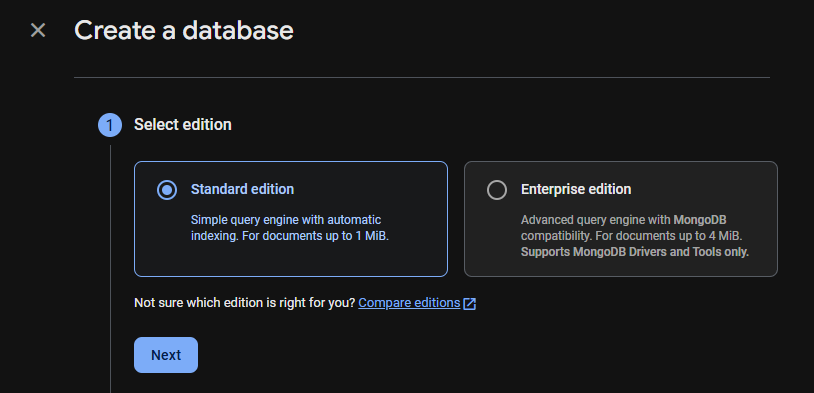 Create a database
1
Select edition
Standard edition
Simple query engine with automatic
indexing. For documents up to 1 MiB.
Enterprise edition
Advanced query engine with MongoDB
compatibility. For documents up to 4 MiB.
Supports MongoDB Drivers and Tools only.
Not sure which edition is right for you? Compare editions
Next